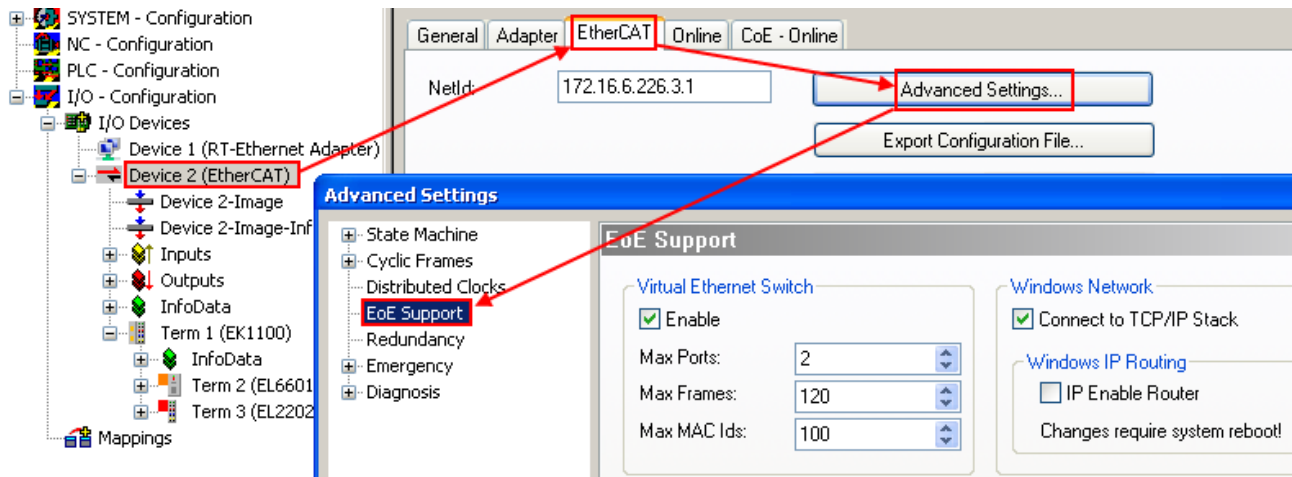 SYSTEM - Configuration
NC - Configuration
PLC - Configuration
I/O - Configuration
I/O Devices
Device 1 (RT-Ethernet Adapter)
Device 2 (EtherCAT)
Device 2-Image
Device 2-Image-Inf
Inputs
Outputs
InfoData
Term 1 (EK1100)
InfoData
Term 2 (EL6601
Term 3 (EL2202
Mappings
General Adapter EtherCAT Online CoE - Online
NetId: 172.16.6.226.3.1 Advanced Settings...
Export Configuration File...
Advanced Settings
State Machine
Cyclic Frames
Distributed Clocks
EoE Support
Redundancy
Emergency
Diagnosis
EoE Support
Virtual Ethernet Switch
Enable
Max Ports: 2
Max Frames: 120
Max MAC Ids: 100
Windows Network
Connect to TCP/IP Stack
Windows IP Routing
IP Enable Router
Changes require system reboot!